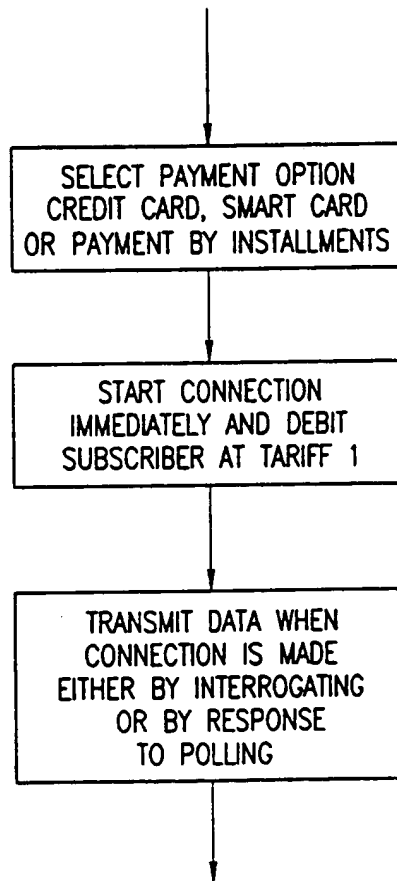 SELECT PAYMENT OPTION
CREDIT CARD, SMART CARD
OR PAYMENT BY INSTALLMENTS
START CONNECTION
IMMEDIATELY AND DEBIT
SUBSCRIBER AT TARIFF 1
TRANSMIT DATA WHEN
CONNECTION IS MADE
EITHER BY INTERROGATING
OR BY RESPONSE
TO POLLING